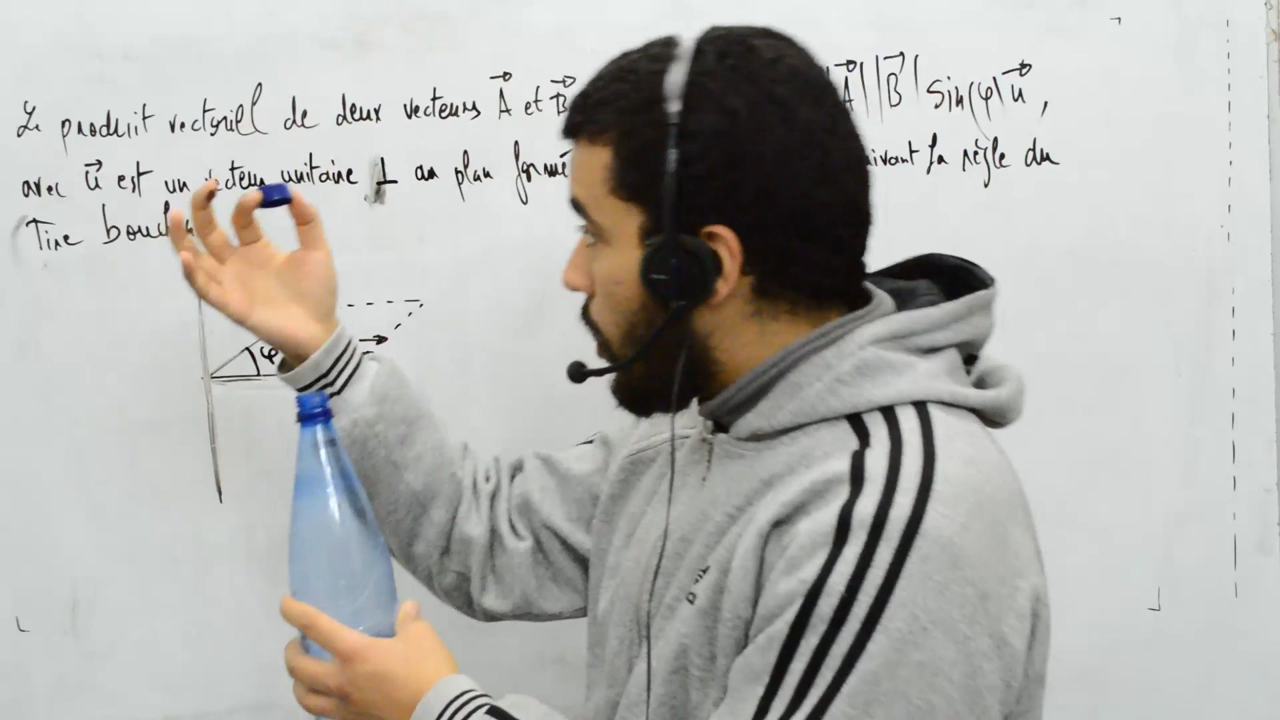 Le produit vectoriel de deux vecteurs A⃗ et B⃗ A⃗||B⃗| Sin(φ)u⃗,
avec u⃗ est un vecteur unitaire ⊥ au plan formé suivant la règle du
Tire
φ